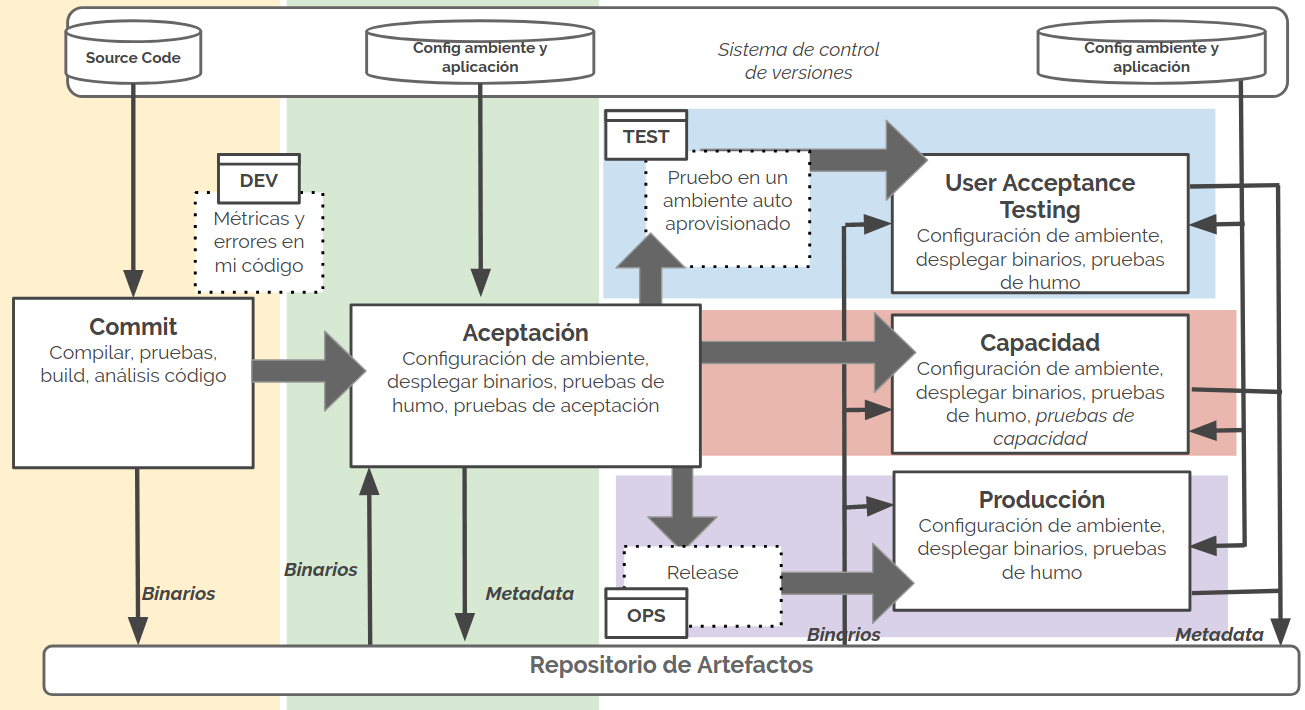 Source Code
Config ambiente y
aplicación
Sistema de control
de versiones
Config ambiente y
aplicación
DEV
Métricas y
errores en
mi código
TEST
Pruebo en un
ambiente auto
aprovisionado
User Acceptance
Testing
Configuración de ambiente,
desplegar binarios, pruebas
de humo
Commit
Compilar, pruebas,
build, análisis código
Aceptación
Configuración de ambiente,
desplegar binarios, pruebas de
humo, pruebas de aceptación
Capacidad
Configuración de ambiente,
desplegar binarios, pruebas
de humo, pruebas de
capacidad
Producción
Configuración de ambiente,
desplegar binarios, pruebas
de humo
Release
OPS
Binarios
Binarios
Metadata
Binarios
Metadata
Repositorio de Artefactos